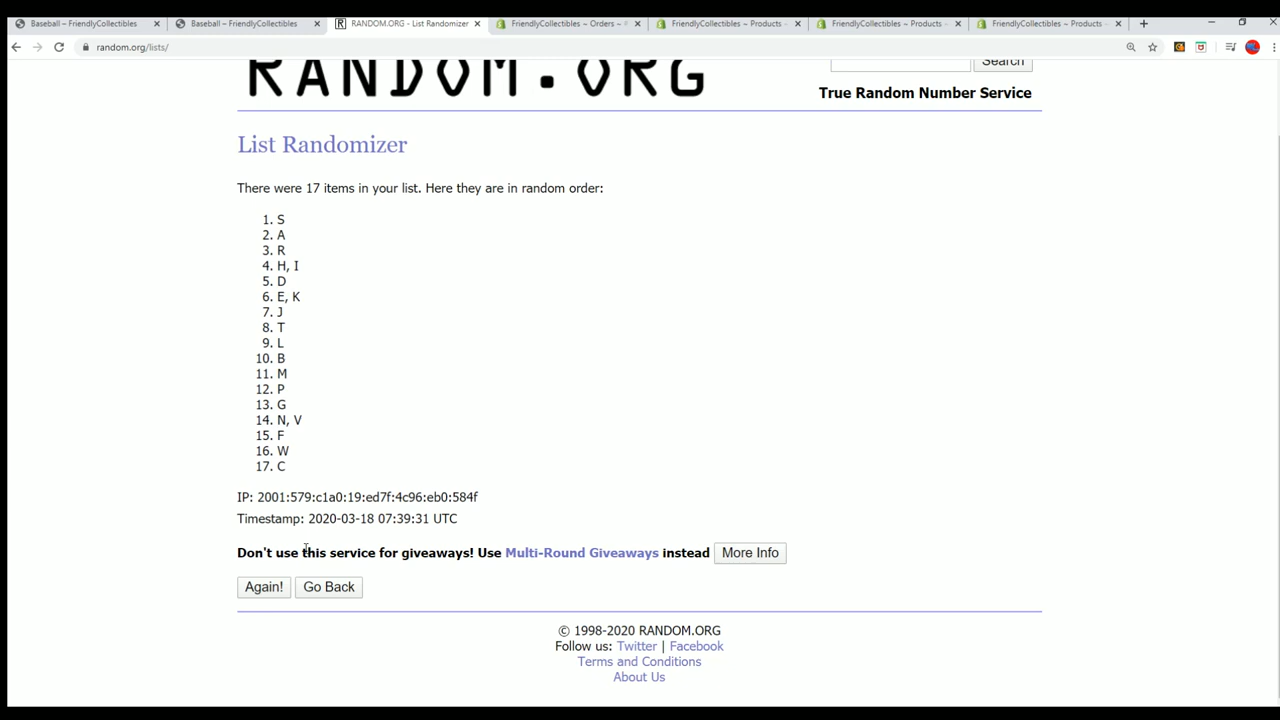 Baseball – FriendlyCollectibles
Baseball – FriendlyCollectibles
RANDOM.ORG - List Randomizer
FriendlyCollectibles ~ Orders ~
FriendlyCollectibles ~ Products
FriendlyCollectibles ~ Products
FriendlyCollectibles ~ Products
random.org/lists/
RANDOM.ORG
Search
True Random Number Service
List Randomizer
There were 17 items in your list. Here they are in random order:
1. S
2. A
3. R
4. H, I
5. D
6. E, K
7. J
8. T
9. L
10. B
11. M
12. P
13. G
14. N, V
15. F
16. W
17. C
IP: 2001:579:c1a0:19:ed7f:4c96:eb0:584f
Timestamp: 2020-03-18 07:39:31 UTC
Don't use this service for giveaways! Use Multi-Round Giveaways instead More Info
Again! Go Back
© 1998-2020 RANDOM.ORG
Follow us: Twitter | Facebook
Terms and Conditions
About Us